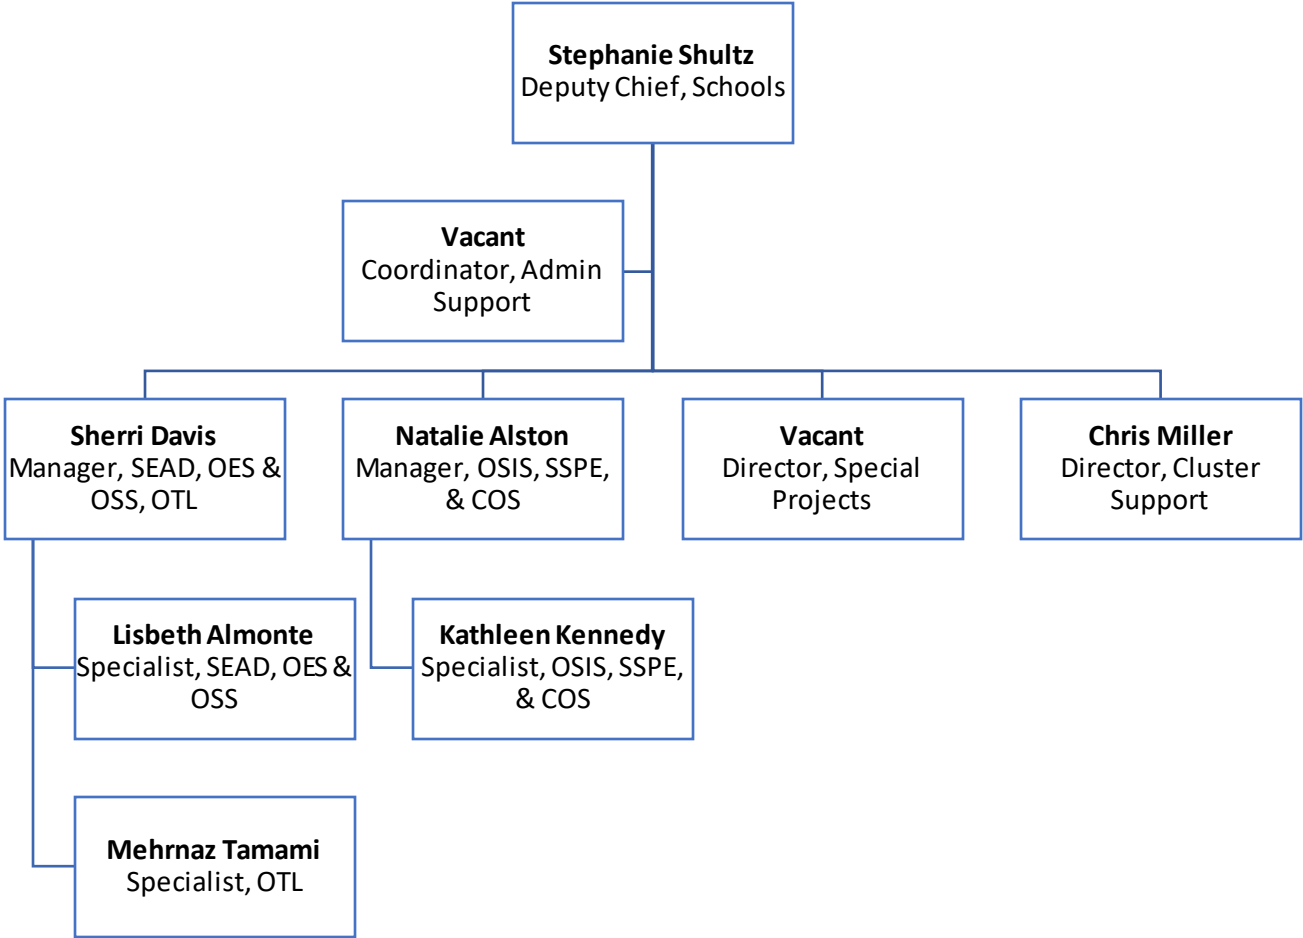 Stephanie Shultz
Deputy Chief, Schools
Vacant
Coordinator, Admin
Support
Sherri Davis
Manager, SEAD, OES &
OSS, OTL
Natalie Alston
Manager, OSIS, SSPE,
& COS
Vacant
Director, Special
Projects
Chris Miller
Director, Cluster
Support
Lisbeth Almonte
Specialist, SEAD, OES &
OSS
Kathleen Kennedy
Specialist, OSIS, SSPE,
& COS
Mehrnaz Tamami
Specialist, OTL